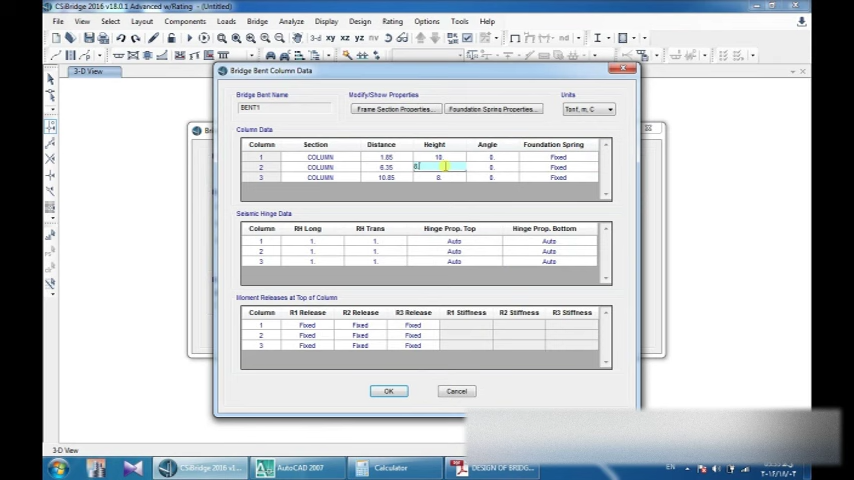 CSiBridge 2016 v18.0.1 Advanced w/Rating - (Untitled)
File View Select Layout Components Loads Bridge Analyze Display Design Rating Options Tools Help
3-d xy xz yz nv
3-D View
Bridge Bent Column Data
Bridge Bent Name
BENT1
Modify/Show Properties
Frame Section Properties...
Foundation Spring Properties...
Units
Tonf, m, C
Column Data
Column Section Distance Height Angle Foundation Spring
1 COLUMN 1.85 10. 0. Fixed
2 COLUMN 6.35 8. 0. Fixed
3 COLUMN 10.85 8. 0. Fixed
Seismic Hinge Data
Column RH Long RH Trans Hinge Prop. Top Hinge Prop. Bottom
1 1. 1. Auto Auto
2 1. 1. Auto Auto
3 1. 1. Auto Auto
Moment Releases at Top of Column
Column R1 Release R2 Release R3 Release R1 Stiffness R2 Stiffness R3 Stiffness
1 Fixed Fixed Fixed
2 Fixed Fixed Fixed
3 Fixed Fixed Fixed
OK Cancel
3-D View
CSiBridge 2016 v1... AutoCAD 2007 Calculator DESIGN OF BRIDG... EN